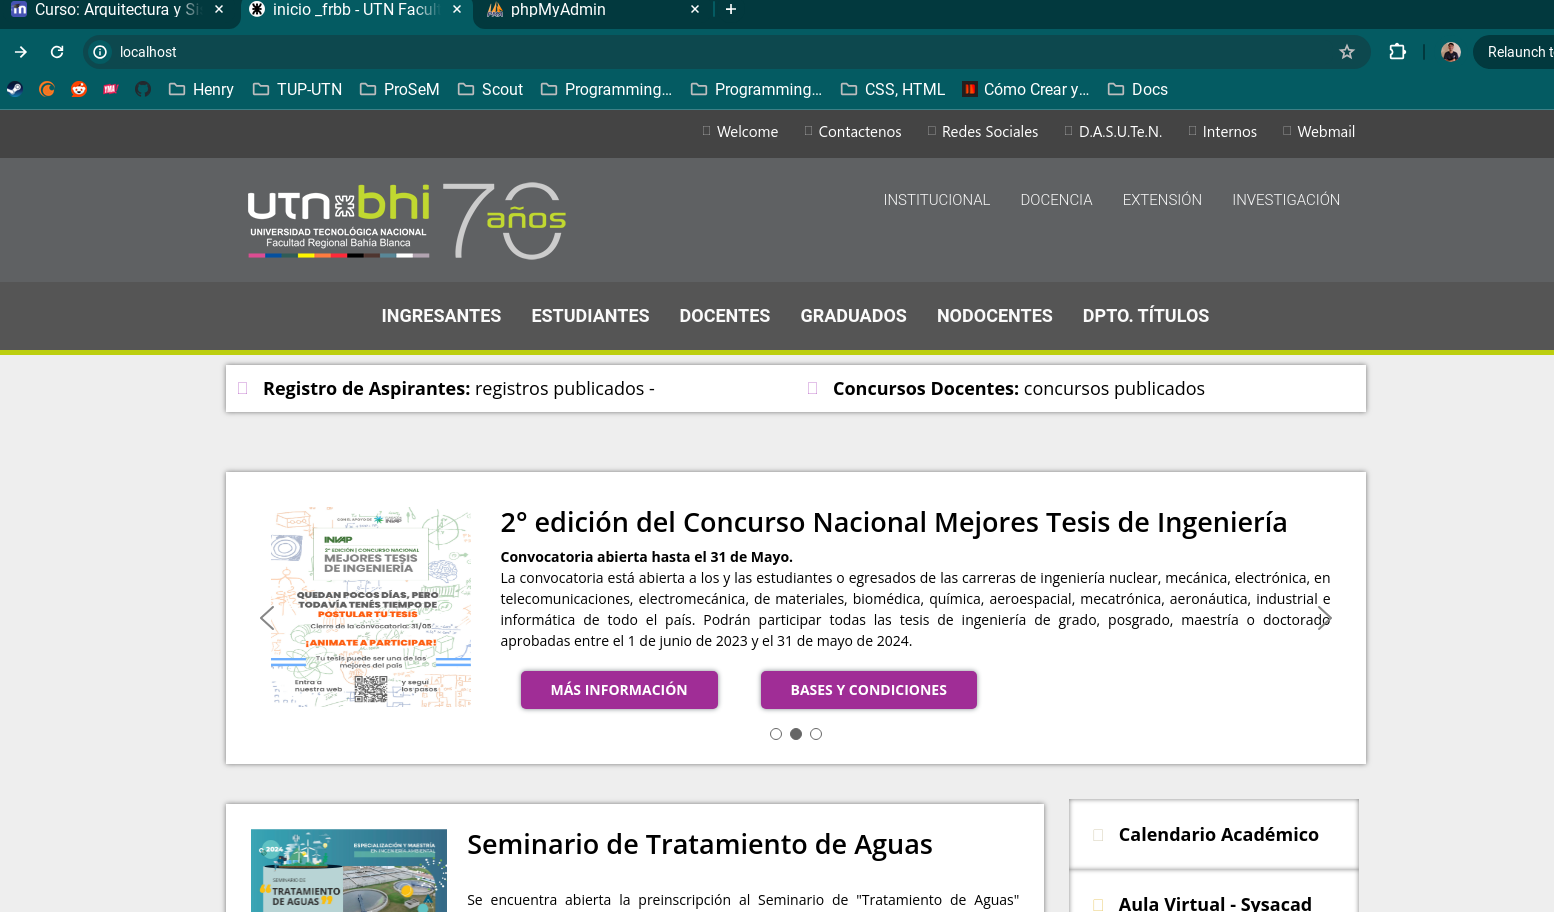 Curso: Arquitectura y Si
inicio _frbb - UTN Facult
phpMyAdmin
localhost
Relaunch t
Henry
TUP-UTN
ProSeM
Scout
Programming...
Programming...
CSS, HTML
Cómo Crear y...
Docs
Welcome
Contactenos
Redes Sociales
D.A.S.U.Te.N.
Internos
Webmail
utn bhi
UNIVERSIDAD TECNOLÓGICA NACIONAL
Facultad Regional Bahía Blanca
70 años
INSTITUCIONAL
DOCENCIA
EXTENSIÓN
INVESTIGACIÓN
INGRESANTES
ESTUDIANTES
DOCENTES
GRADUADOS
NODOCENTES
DPTO. TÍTULOS
Registro de Aspirantes: registros publicados -
Concursos Docentes: concursos publicados
CON EL APOYO DE
INVAP
INVAP
2° EDICIÓN | CONCURSO NACIONAL
MEJORES TESIS
DE INGENIERÍA
QUEDAN POCOS DÍAS, PERO
TODAVÍA TENÉS TIEMPO DE
POSTULAR TU TESIS
Cierre de la convocatoria: 31/05
¡ANIMATE A PARTICIPAR!
Tu tesis puede ser una de las
mejores del país
Entra a
nuestra web
y seguí
los pasos
2° edición del Concurso Nacional Mejores Tesis de Ingeniería
Convocatoria abierta hasta el 31 de Mayo.
La convocatoria está abierta a los y las estudiantes o egresados de las carreras de ingeniería nuclear, mecánica, electrónica, en
telecomunicaciones, electromecánica, de materiales, biomédica, química, aeroespacial, mecatrónica, aeronáutica, industrial e
informática de todo el país. Podrán participar todas las tesis de ingeniería de grado, posgrado, maestría o doctorado
aprobadas entre el 1 de junio de 2023 y el 31 de mayo de 2024.
MÁS INFORMACIÓN
BASES Y CONDICIONES
2024
ESPECIALIZACIÓN Y MAESTRÍA
EN INGENIERÍA AMBIENTAL
SEMINARIO DE
"TRATAMIENTO
DE AGUAS"
Seminario de Tratamiento de Aguas
Se encuentra abierta la preinscripción al Seminario de "Tratamiento de Aguas"
Calendario Académico
Aula Virtual - Sysacad